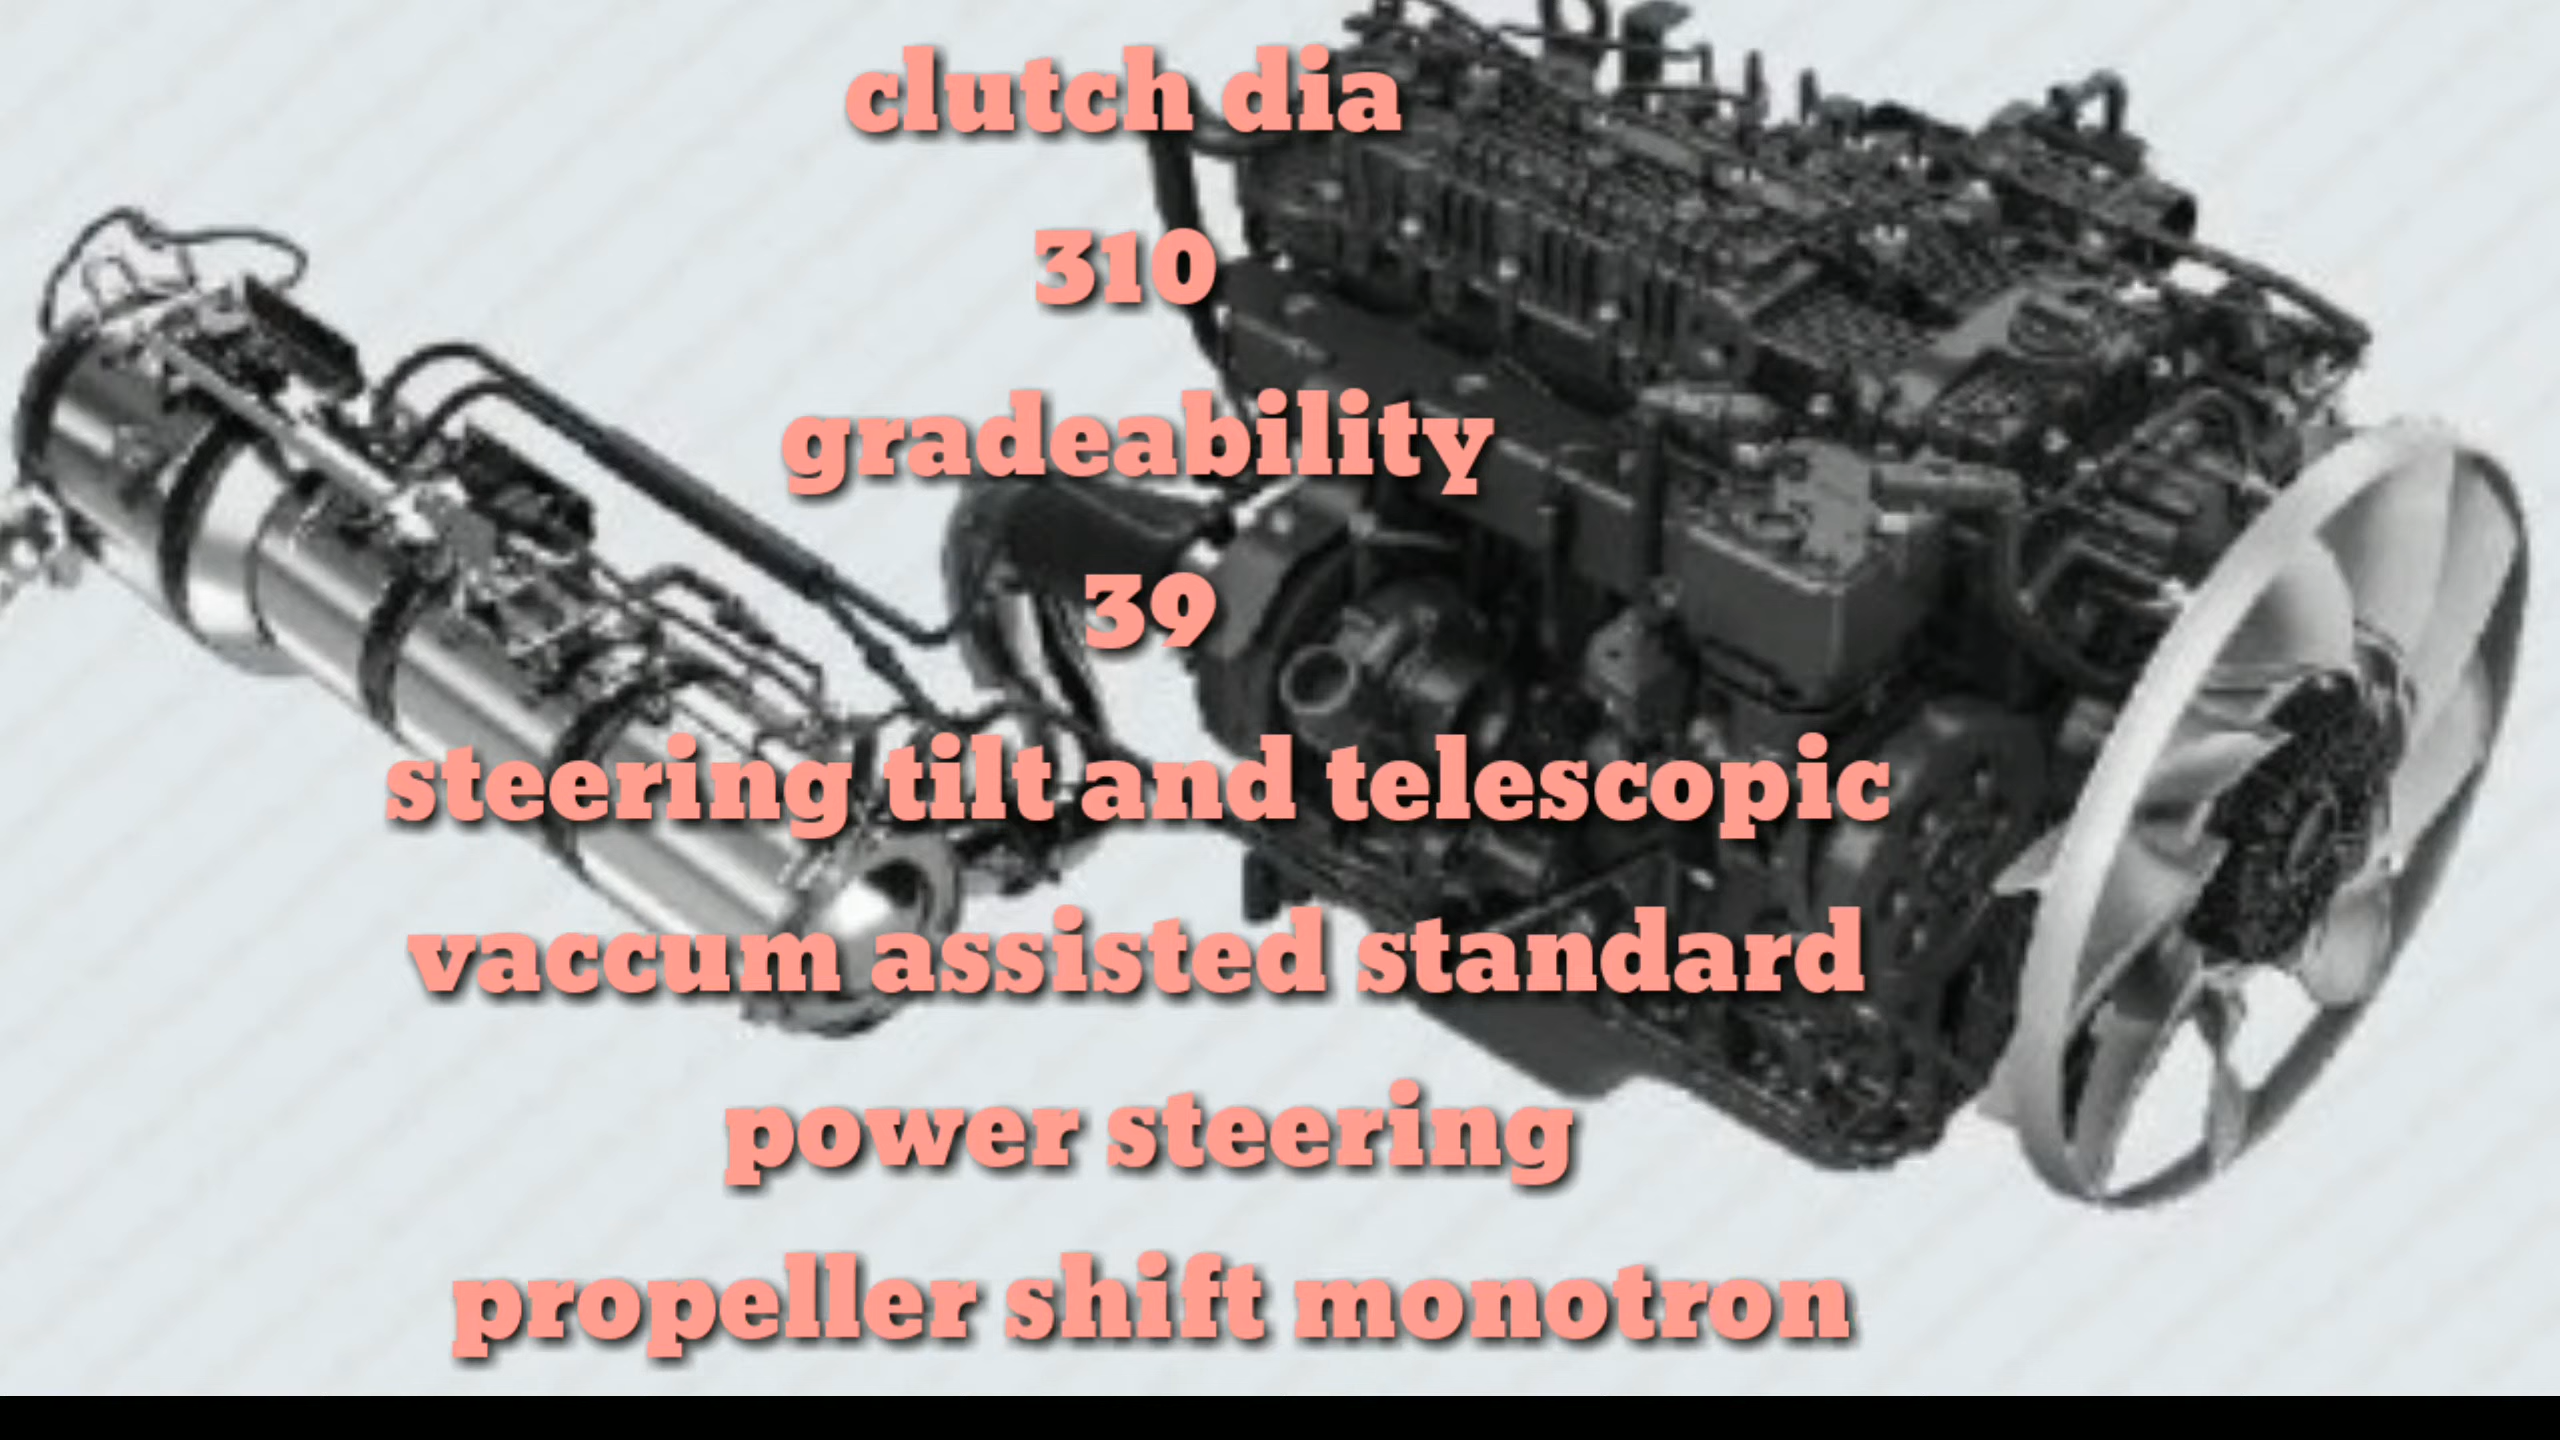 clutch dia
310
gradeability
39
steering tilt and telescopic
vaccum assisted standard
power steering
propeller shift monotron